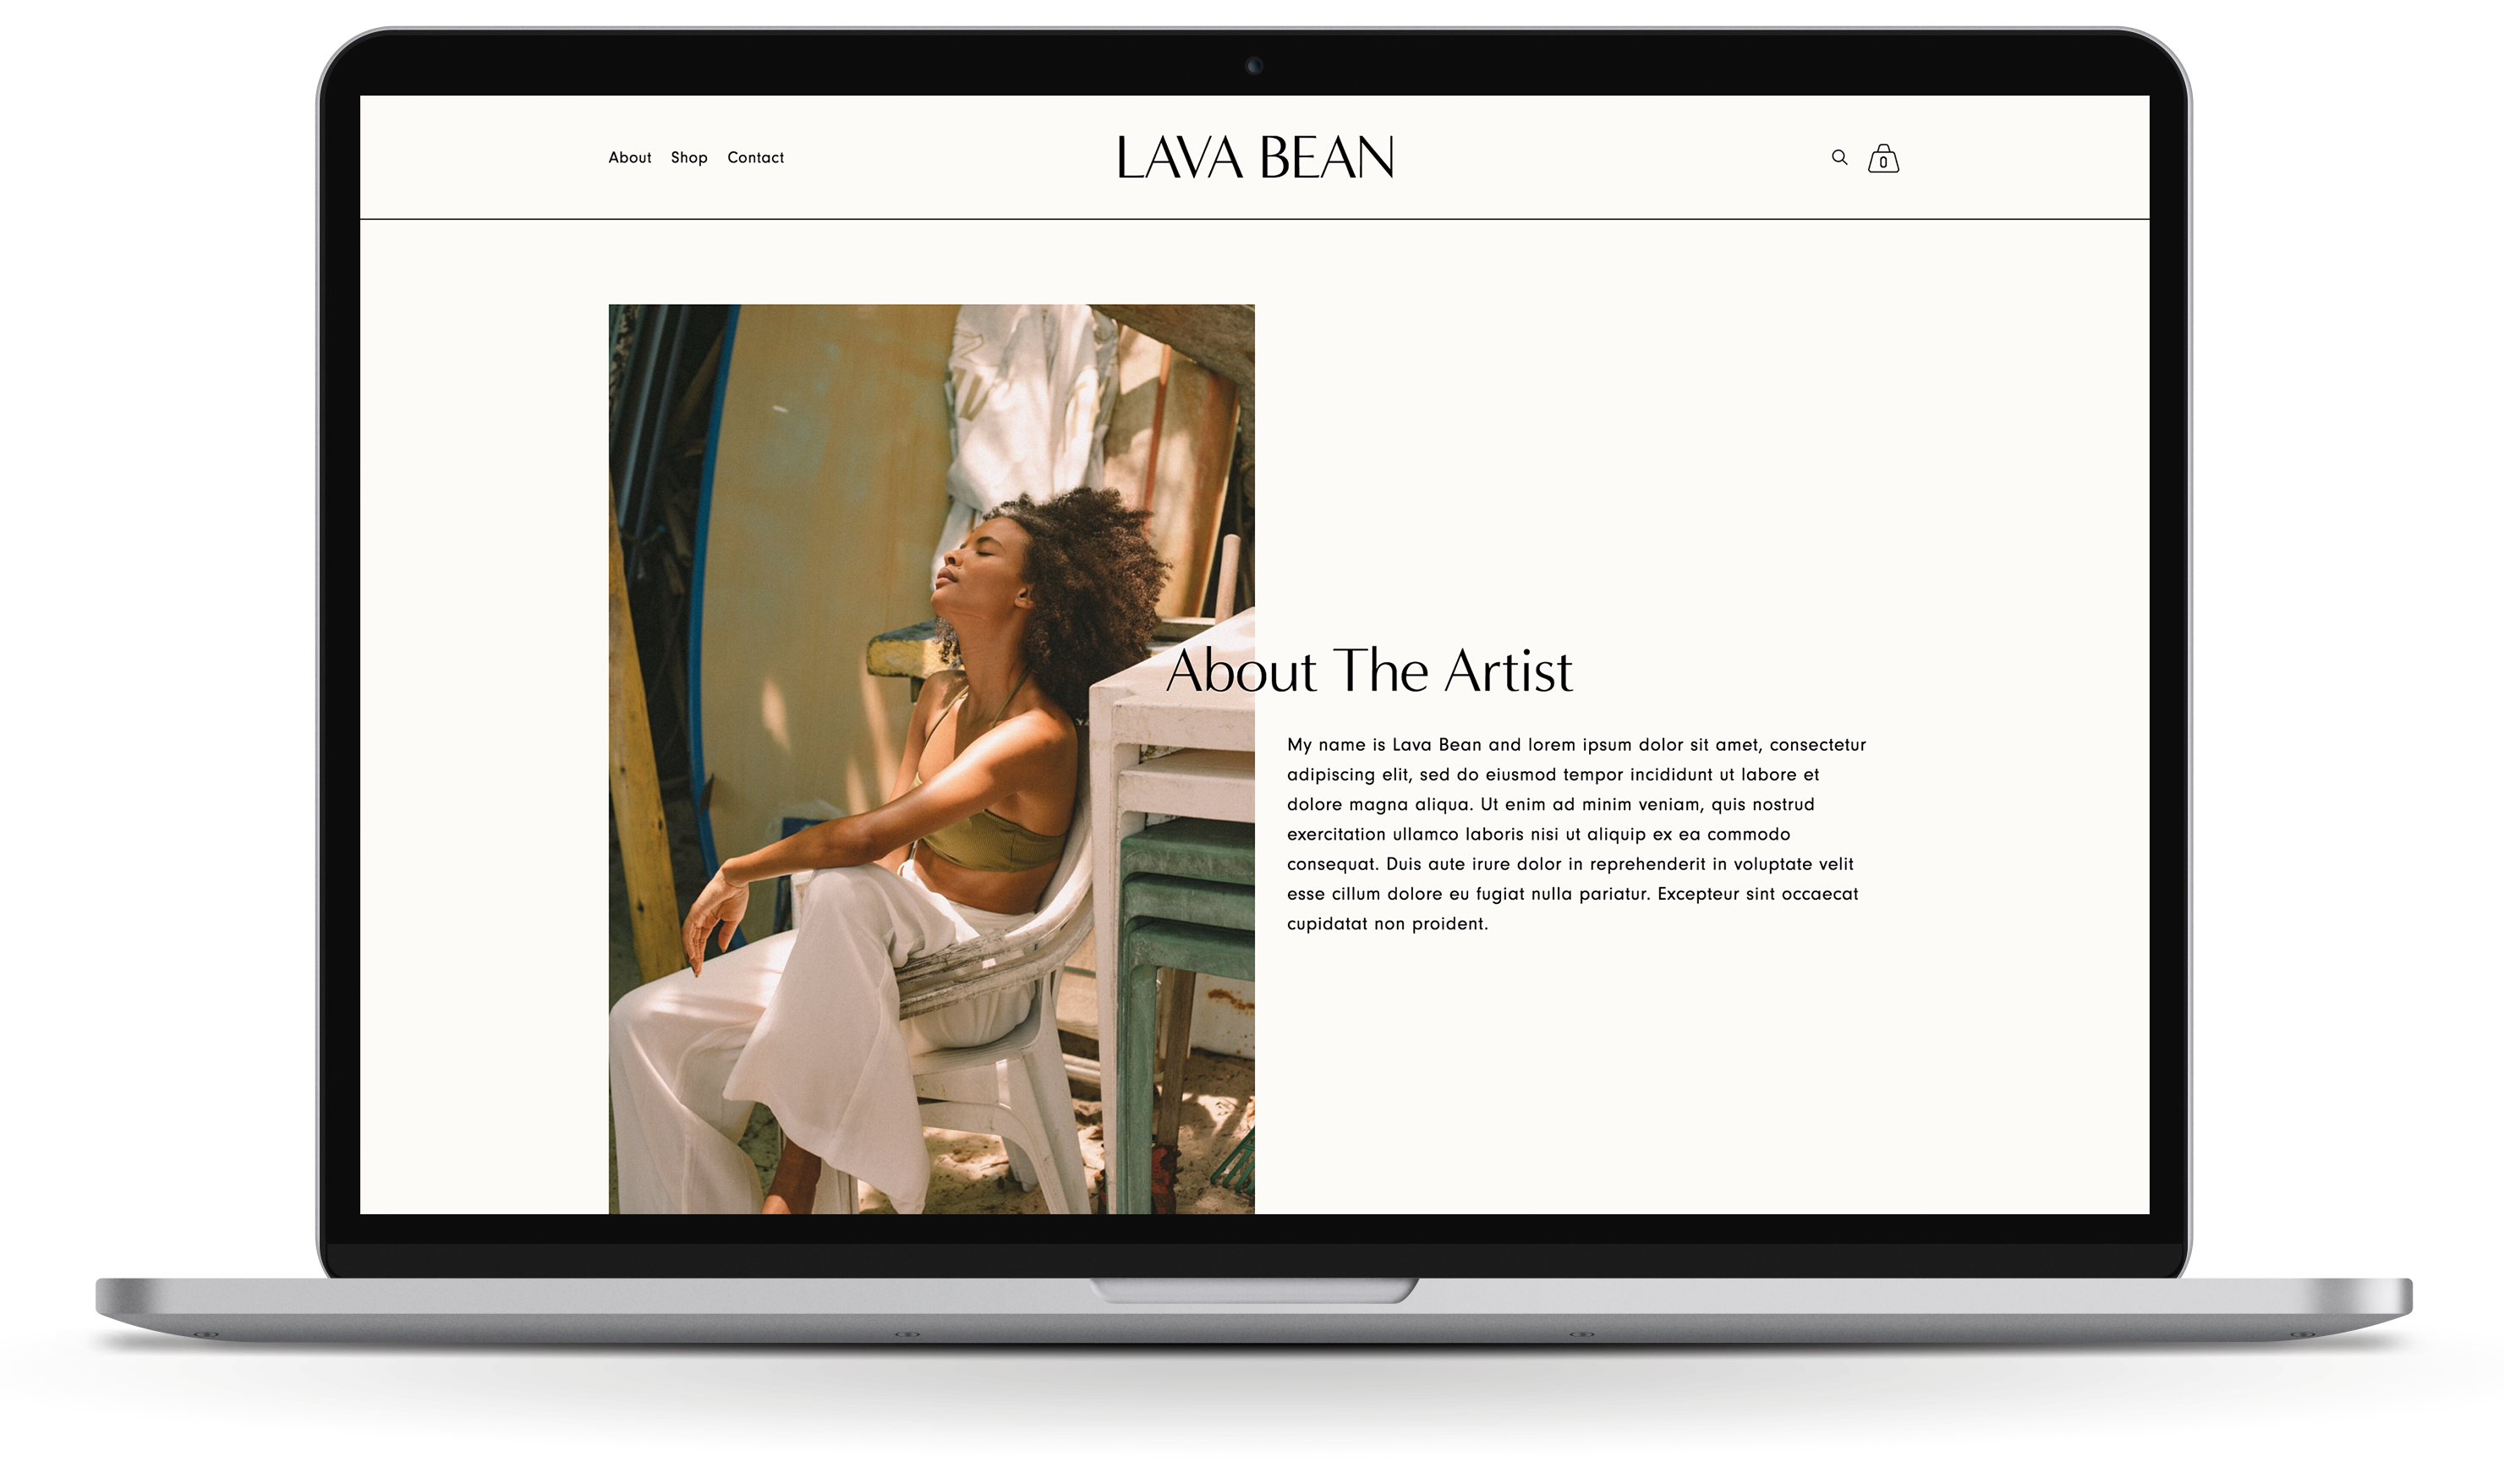 About Shop Contact
LAVA BEAN
0
About The Artist
My name is Lava Bean and lorem ipsum dolor sit amet, consectetur
adipiscing elit, sed do eiusmod tempor incididunt ut labore et
dolore magna aliqua. Ut enim ad minim veniam, quis nostrud
exercitation ullamco laboris nisi ut aliquip ex ea commodo
consequat. Duis aute irure dolor in reprehenderit in voluptate velit
esse cillum dolore eu fugiat nulla pariatur. Excepteur sint occaecat
cupidatat non proident.